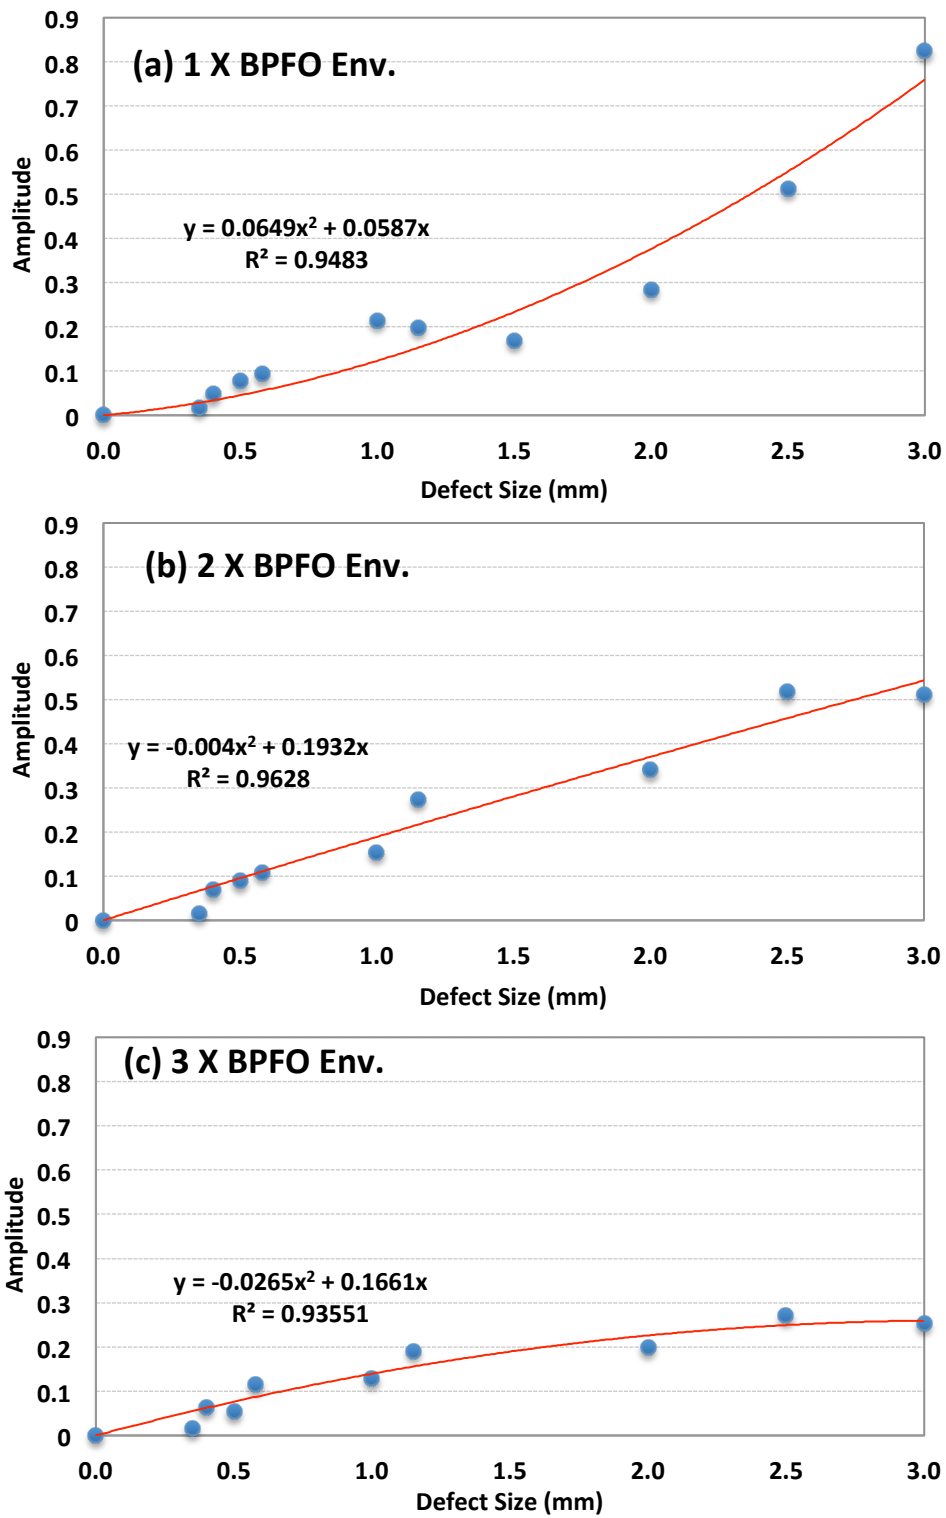 (a) 1 X BPFO Env.
0.9
0.8
0.7
0.6
0.5
0.4
0.3
0.2
0.1
0
Amplitude
y = 0.0649x² + 0.0587x
R² = 0.9483
0.0 0.5 1.0 1.5 2.0 2.5 3.0
Defect Size (mm)
(b) 2 X BPFO Env.
0.9
0.8
0.7
0.6
0.5
0.4
0.3
0.2
0.1
0
Amplitude
y = -0.004x² + 0.1932x
R² = 0.9628
0.0 0.5 1.0 1.5 2.0 2.5 3.0
Defect Size (mm)
(c) 3 X BPFO Env.
0.9
0.8
0.7
0.6
0.5
0.4
0.3
0.2
0.1
0
Amplitude
y = -0.0265x² + 0.1661x
R² = 0.93551
0.0 0.5 1.0 1.5 2.0 2.5 3.0
Defect Size (mm)